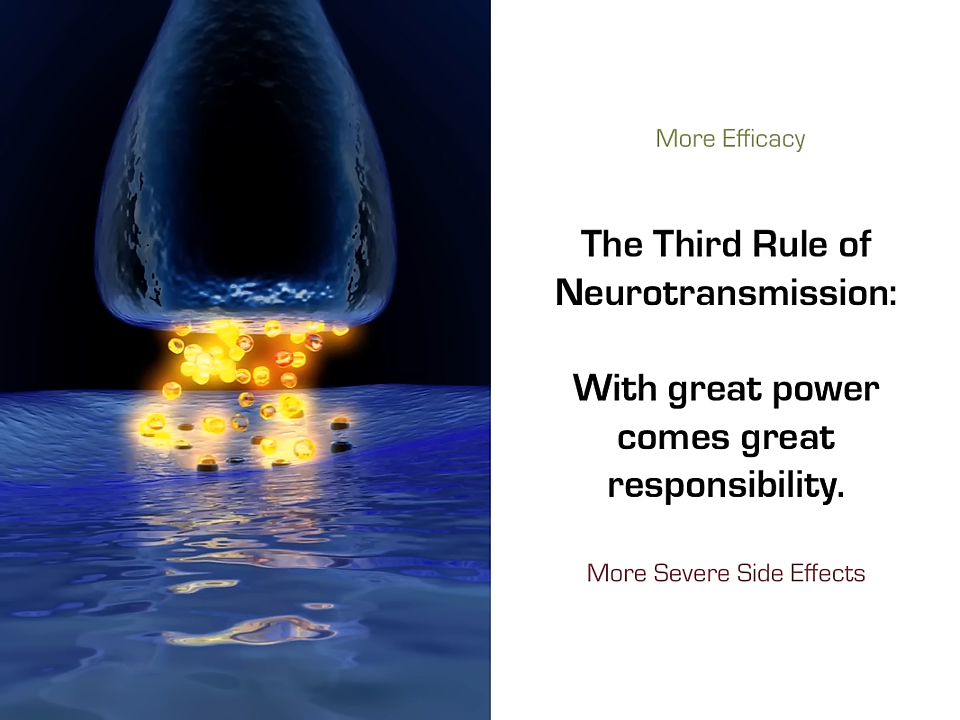 More Efficacy
The Third Rule of
Neurotransmission:
With great power
comes great
responsibility.
More Severe Side Effects